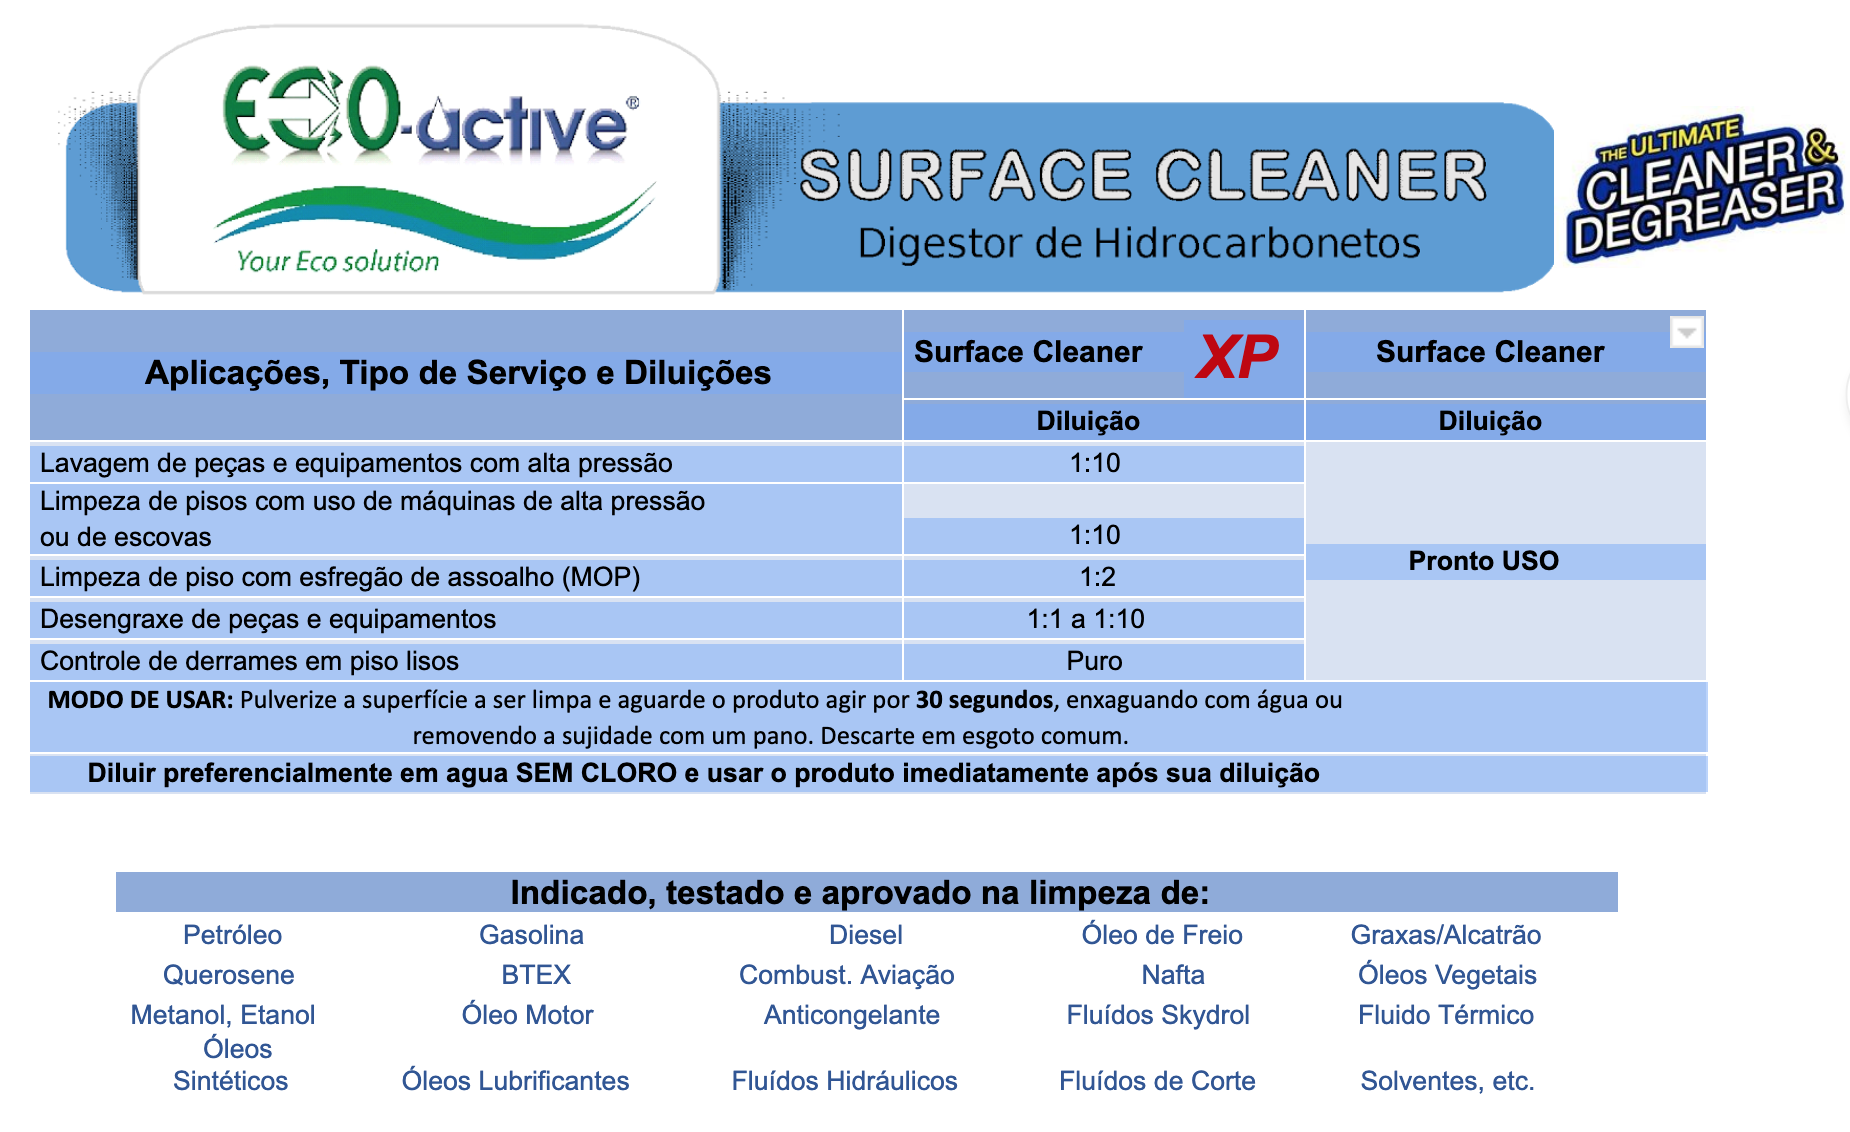 ECO-active®
Your Eco solution
SURFACE CLEANER
Digestor de Hidrocarbonetos
THE ULTIMATE
CLEANER &
DEGREASER
Aplicações, Tipo de Serviço e Diluições
Surface Cleaner XP
Surface Cleaner
Diluição
Diluição
Lavagem de peças e equipamentos com alta pressão
1:10
Limpeza de pisos com uso de máquinas de alta pressão
ou de escovas
1:10
Pronto USO
Limpeza de piso com esfregão de assoalho (MOP)
1:2
Desengraxe de peças e equipamentos
1:1 a 1:10
Controle de derrames em piso lisos
Puro
MODO DE USAR: Pulverize a superfície a ser limpa e aguarde o produto agir por 30 segundos, enxaguando com água ou
removendo a sujidade com um pano. Descarte em esgoto comum.
Diluir preferencialmente em agua SEM CLORO e usar o produto imediatamente após sua diluição
Indicado, testado e aprovado na limpeza de:
Petróleo Gasolina Diesel Óleo de Freio Graxas/Alcatrão
Querosene BTEX Combust. Aviação Nafta Óleos Vegetais
Metanol, Etanol Óleo Motor Anticongelante Fluídos Skydrol Fluido Térmico
Óleos
Sintéticos Óleos Lubrificantes Fluídos Hidráulicos Fluídos de Corte Solventes, etc.